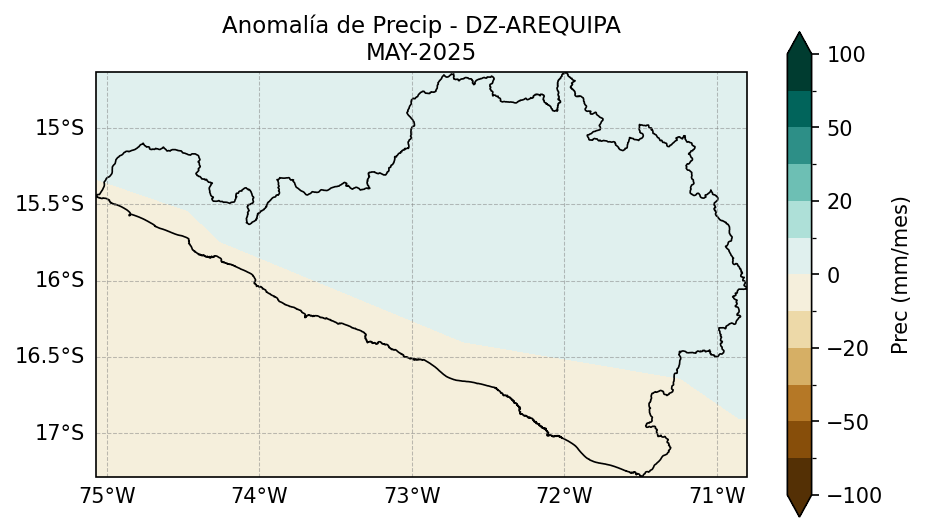 Anomalía de Precip - DZ-AREQUIPA
MAY-2025
15°S
15.5°S
16°S
16.5°S
17°S
75°W
74°W
73°W
72°W
71°W
100
50
20
0
−20
−50
−100
Prec (mm/mes)